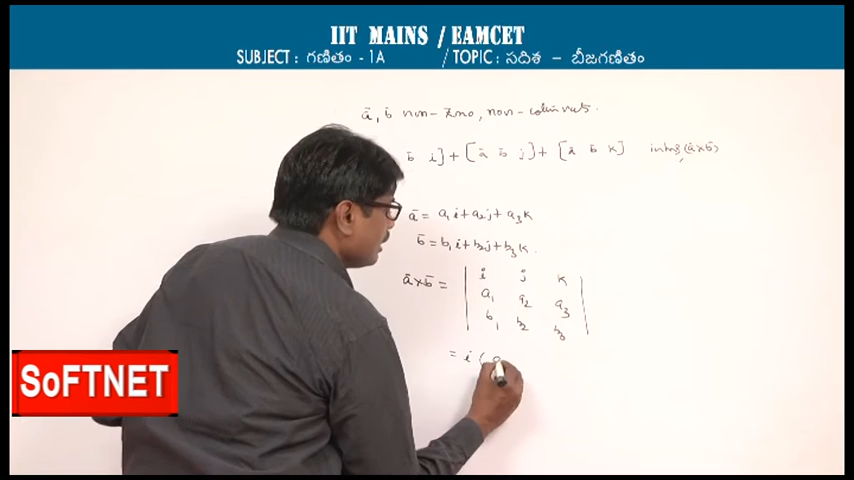 IIT MAINS / EAMCET
SUBJECT : గణితం - 1A / TOPIC : సదిశ – బీజగణితం
ā, b̄ non-zero, non-
b̄ i] + [ā b̄ j] + [ā b̄ k] (ā×b̄)
ā = a₁i + a₂j + a₃k
b̄ = b₁i + b₂j + b₃k.
ā×b̄ = | i j k
a₁ a₂ a₃
b₁ b₂ b₃ |
= i (
SoFTNET